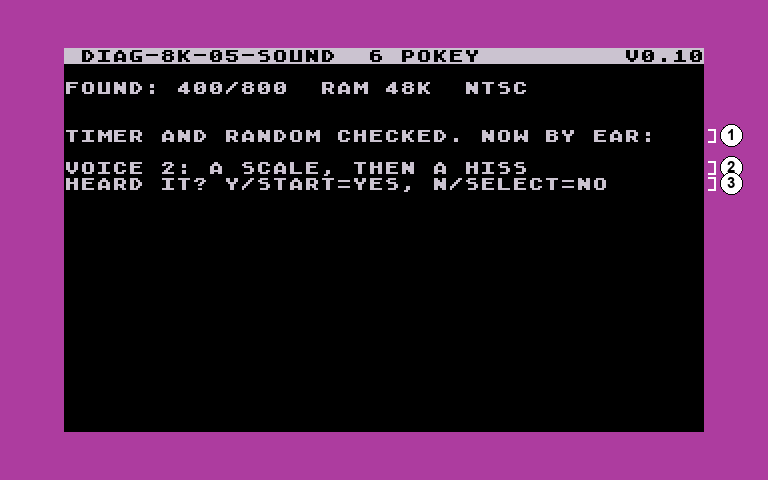 DIAG-8K-05-SOUND  6 POKEY  V0.10
FOUND: 400/800  RAM 48K  NTSC
TIMER AND RANDOM CHECKED. NOW BY EAR: ] 1
VOICE 2: A SCALE, THEN A HISS ] 2
HEARD IT? Y/START=YES, N/SELECT=NO ] 3